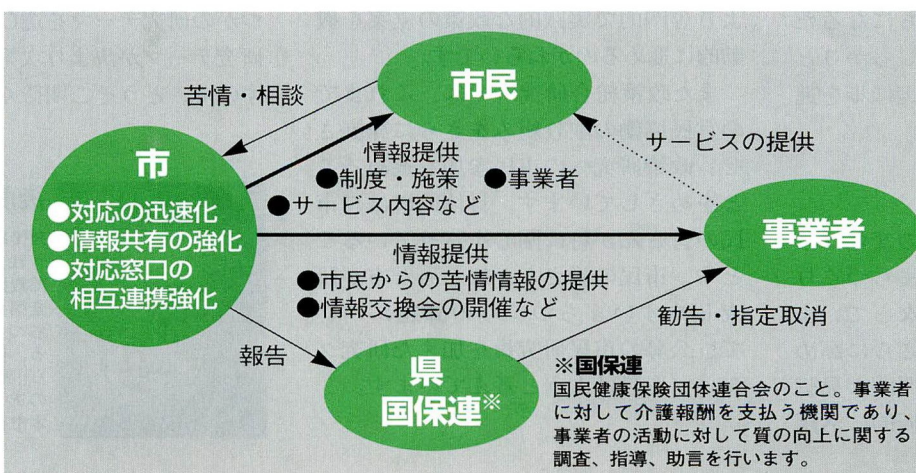 市民
苦情・相談
サービスの提供
市
●対応の迅速化
●情報共有の強化
●対応窓口の
相互連携強化
情報提供
●制度・施策 ●事業者
●サービス内容など
事業者
情報提供
●市民からの苦情情報の提供
●情報交換会の開催など
勧告・指定取消
報告
県
国保連※
※国保連
国民健康保険団体連合会のこと。事業者
に対して介護報酬を支払う機関であり、
事業者の活動に対して質の向上に関する
調査、指導、助言を行います。